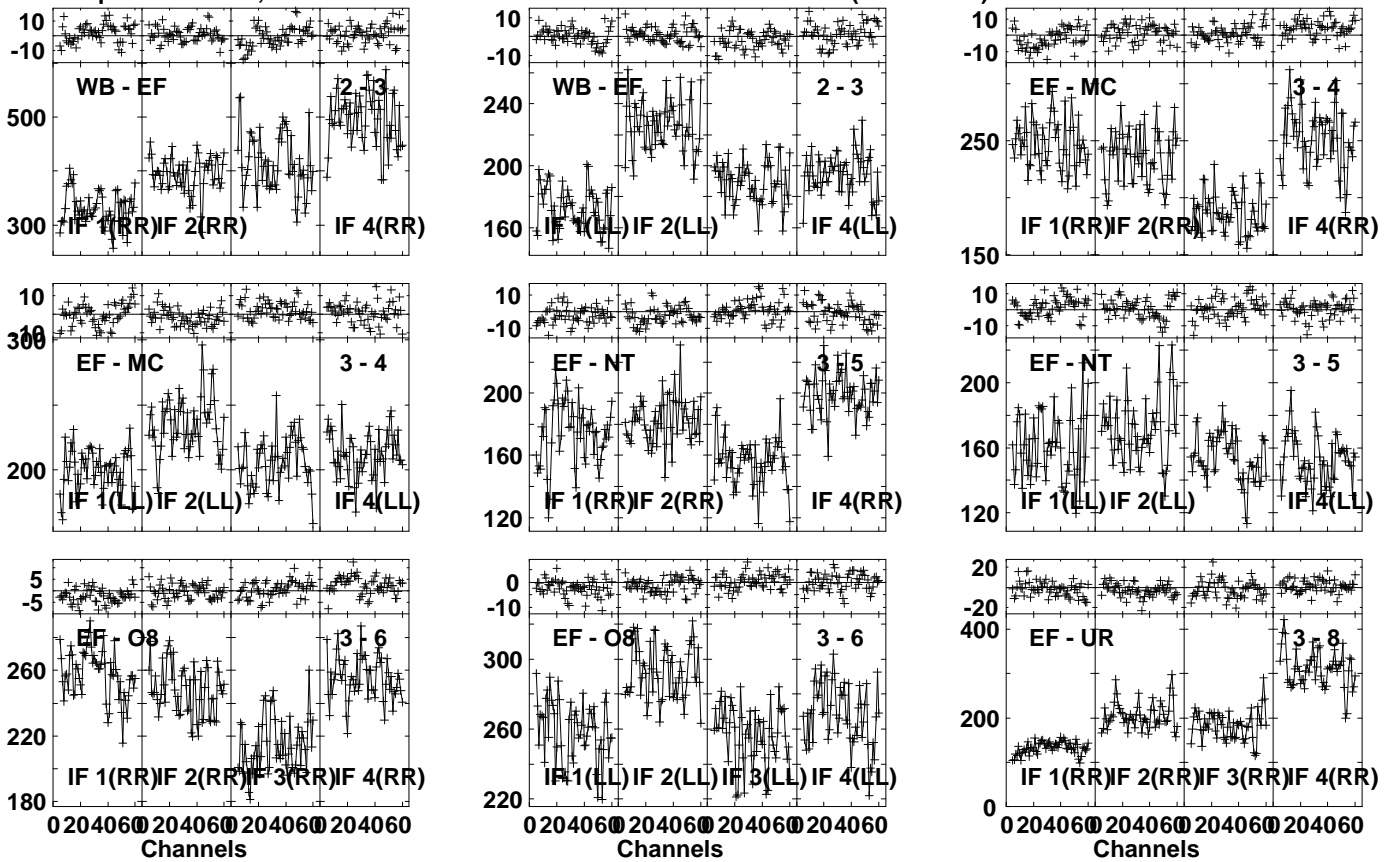 10
-10
WB - EF 2 - 3
500
300
IF 1(RR) IF 2(RR) IF 4(RR)
10
-10
WB - EF 2 - 3
240
200
160
IF 1(LL) IF 2(LL) IF 4(LL)
10
-10
EF - MC 3 - 4
250
150
IF 1(RR) IF 2(RR) IF 4(RR)
10
-10
300
EF - MC 3 - 4
200
IF 1(LL) IF 2(LL) IF 4(LL)
10
-10
EF - NT 3 - 5
200
160
120
IF 1(RR) IF 2(RR) IF 4(RR)
10
-10
EF - NT 3 - 5
200
160
120
IF 1(LL) IF 2(LL) IF 4(LL)
5
-5
EF - O8 3 - 6
260
220
180
IF 1(RR) IF 2(RR) IF 3(RR) IF 4(RR)
0 204060 0 204060 0 204060 0 204060
Channels
0
-10
EF - O8 3 - 6
300
260
220
IF 1(LL) IF 2(LL) IF 3(LL) IF 4(LL)
0 204060 0 204060 0 204060 0 204060
Channels
20
0
-20
EF - UR 3 - 8
400
200
0
IF 1(RR) IF 2(RR) IF 3(RR) IF 4(RR)
0 204060 0 204060 0 204060 0 204060
Channels